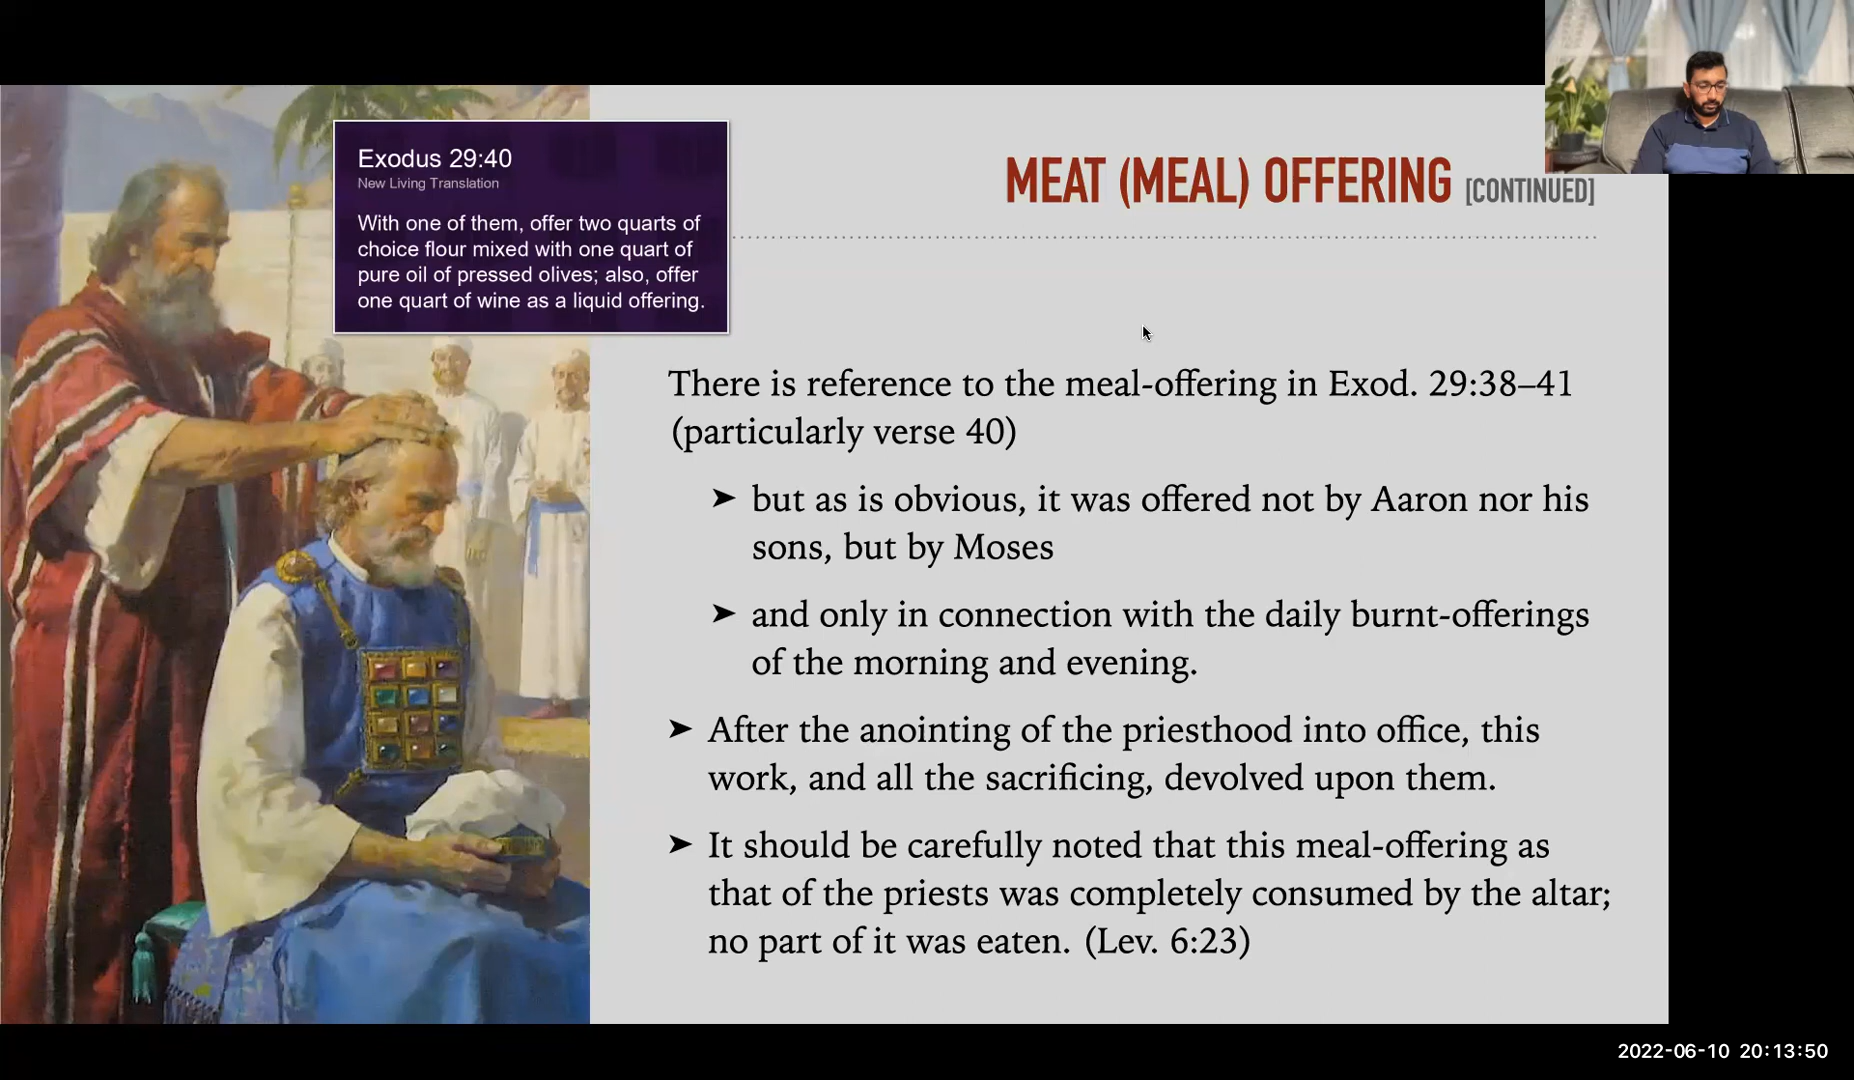 Exodus 29:40
New Living Translation
With one of them, offer two quarts of
choice flour mixed with one quart of
pure oil of pressed olives; also, offer
one quart of wine as a liquid offering.
MEAT (MEAL) OFFERING [CONTINUED]
There is reference to the meal-offering in Exod. 29:38–41
(particularly verse 40)
➤ but as is obvious, it was offered not by Aaron nor his
sons, but by Moses
➤ and only in connection with the daily burnt-offerings
of the morning and evening.
➤ After the anointing of the priesthood into office, this
work, and all the sacrificing, devolved upon them.
➤ It should be carefully noted that this meal-offering as
that of the priests was completely consumed by the altar;
no part of it was eaten. (Lev. 6:23)
2022-06-10 20:13:50